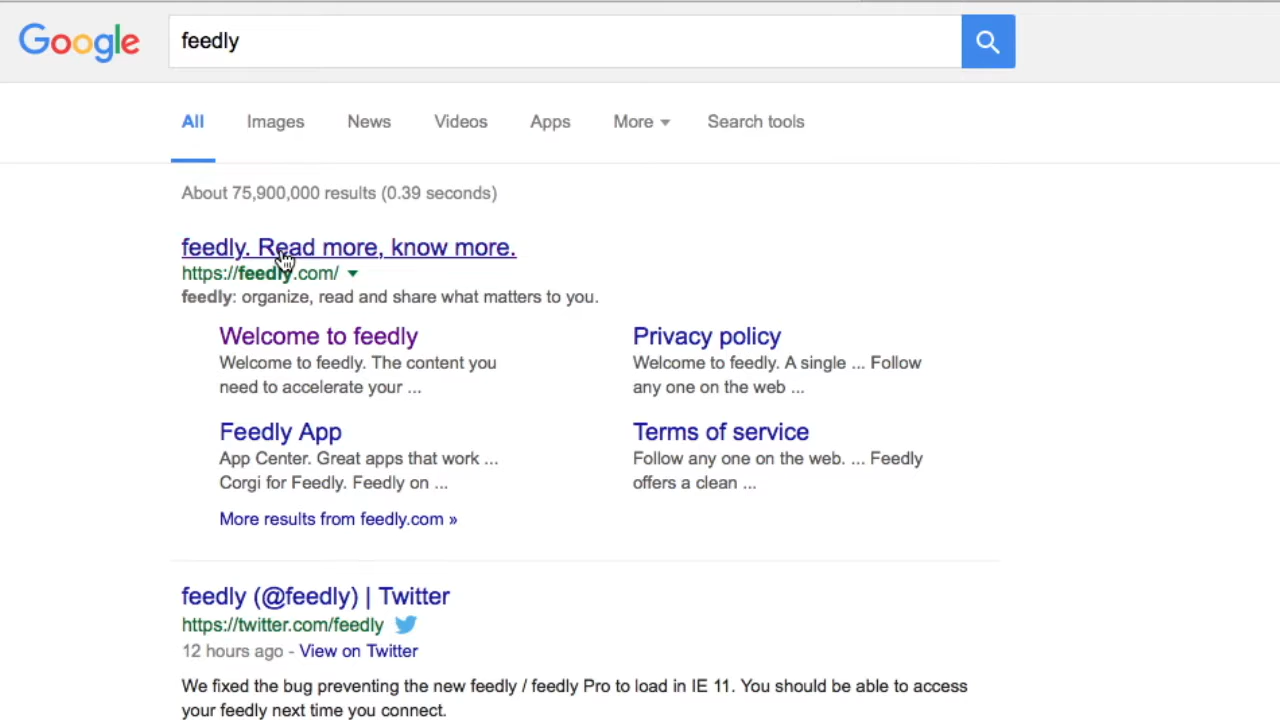 Google feedly
All Images News Videos Apps More Search tools
About 75,900,000 results (0.39 seconds)
feedly. Read more, know more.
https://feedly.com/
feedly: organize, read and share what matters to you.
Welcome to feedly
Welcome to feedly. The content you
need to accelerate your ...
Privacy policy
Welcome to feedly. A single ... Follow
any one on the web ...
Feedly App
App Center. Great apps that work ...
Corgi for Feedly. Feedly on ...
Terms of service
Follow any one on the web. ... Feedly
offers a clean ...
More results from feedly.com »
feedly (@feedly) | Twitter
https://twitter.com/feedly
12 hours ago - View on Twitter
We fixed the bug preventing the new feedly / feedly Pro to load in IE 11. You should be able to access
your feedly next time you connect.